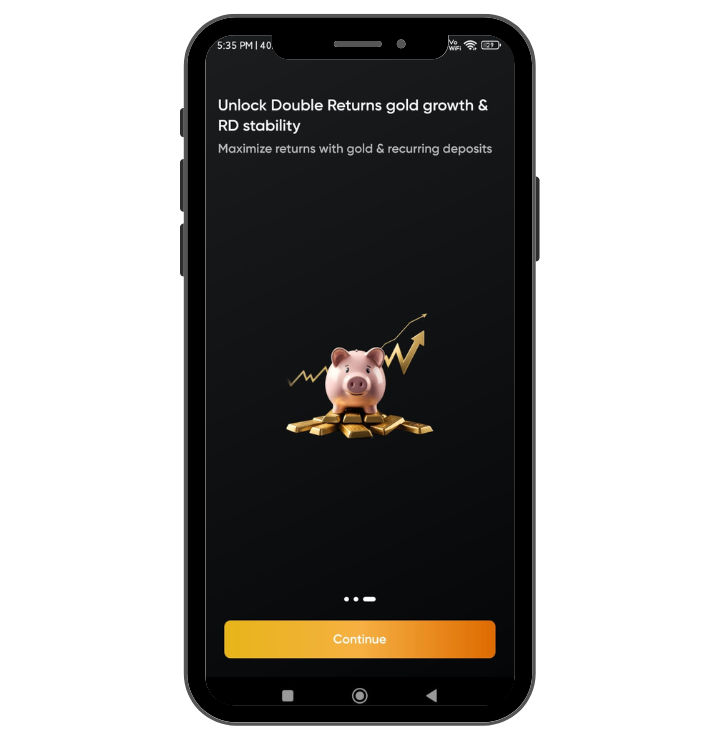 5:35 PM | 40.
Vo
WiFi
29
Unlock Double Returns gold growth &
RD stability
Maximize returns with gold & recurring deposits
Continue